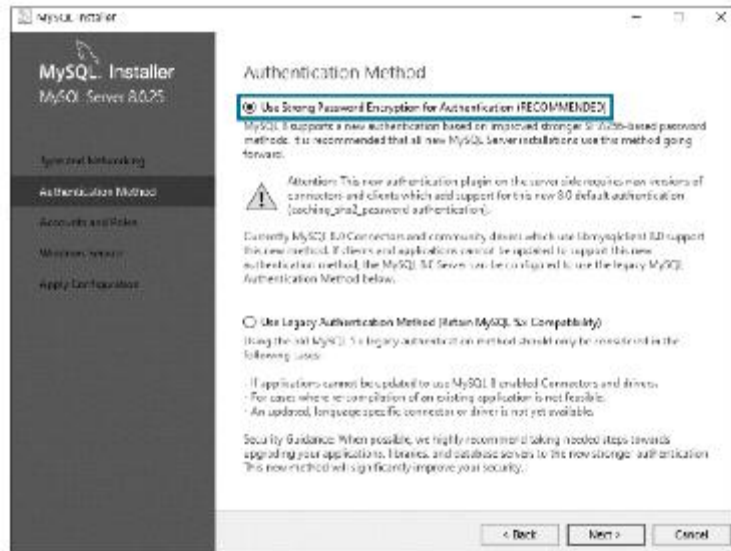 MySQL Installer
MySQL. Installer
MySQL Server 8.0.25
Type and Networking
Authentication Method
Accounts and Roles
Windows Service
Apply Configuration
Authentication Method
Use Strong Password Encryption for Authentication (RECOMMENDED)
MySQL 8 supports a new authentication based on improved stronger SHA256-based password
methods. It is recommended that all new MySQL Server installations use this method going
forward.
Attention: This new authentication plugin on the server side requires new versions of
connectors and clients which add support for this new 8.0 default authentication
(caching_sha2_password authentication).
Currently MySQL 8.0 Connectors and community drivers which use libmysqlclient 8.0 support
this new method. If clients and applications cannot be updated to support this new
authentication method, the MySQL 8.0 Server can be configured to use the legacy MySQL
Authentication Method below.
Use Legacy Authentication Method (Retain MySQL 5.x Compatibility)
Using the old MySQL 5.x legacy authentication method should only be considered in the
following cases:
- If applications cannot be updated to use MySQL 8 enabled Connectors and drivers.
- For cases where re-compilation of an existing application is not feasible.
- An updated, language specific connector or driver is not yet available.
Security Guidance: When possible, we highly recommend taking needed steps towards
upgrading your applications, libraries, and database servers to the new stronger authentication.
This new method will significantly improve your security.
< Back
Next >
Cancel